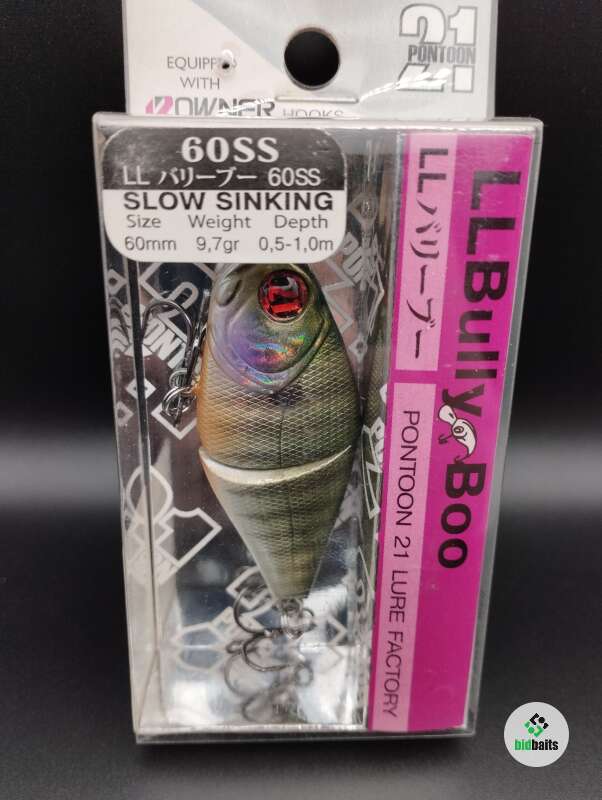 EQUIPPED
WITH
OWNER HOOKS
21
PONTOON
60SS
LL バリーブー 60SS
SLOW SINKING
Size Weight Depth
60mm 9,7gr 0,5-1,0m
LLBully Boo
LLバリーブー
PONTOON 21 LURE FACTORY
bidbaits